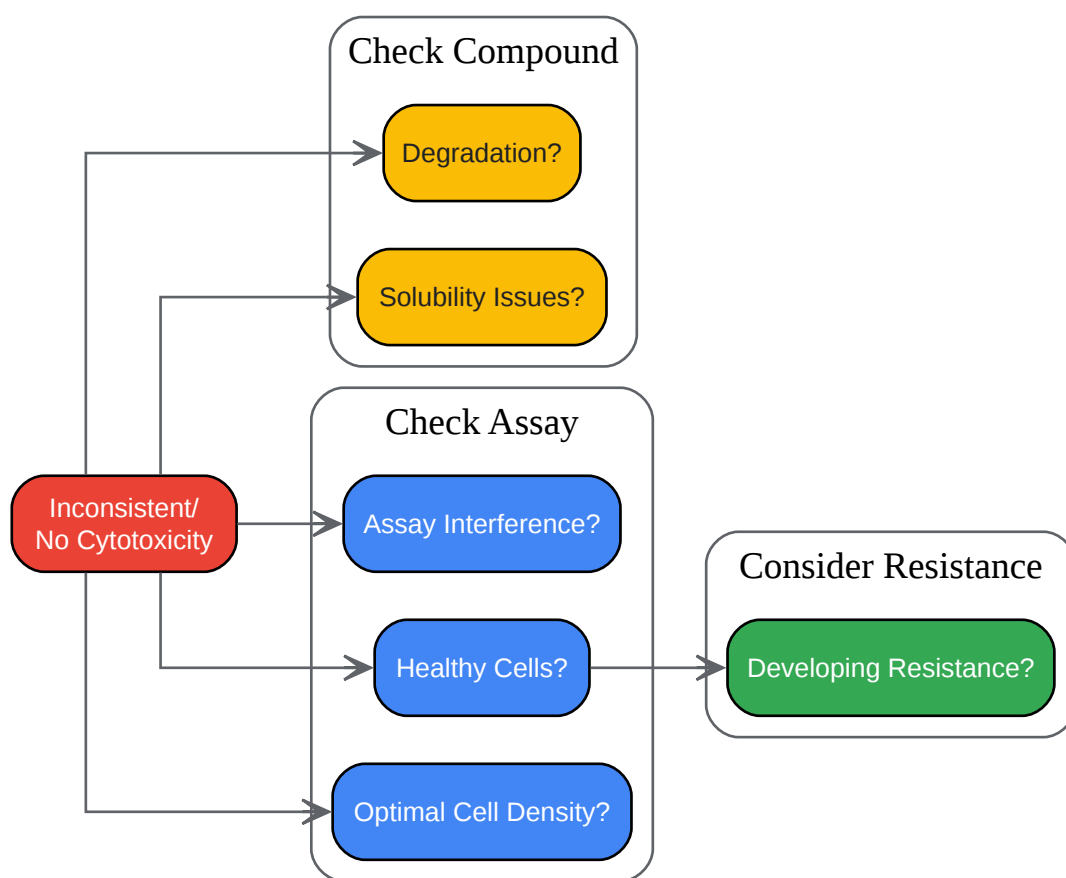 Check Compound
Degradation?
Solubility Issues?
Check Assay
Inconsistent/
No Cytotoxicity
Assay Interference?
Healthy Cells?
Optimal Cell Density?
Consider Resistance
Developing Resistance?